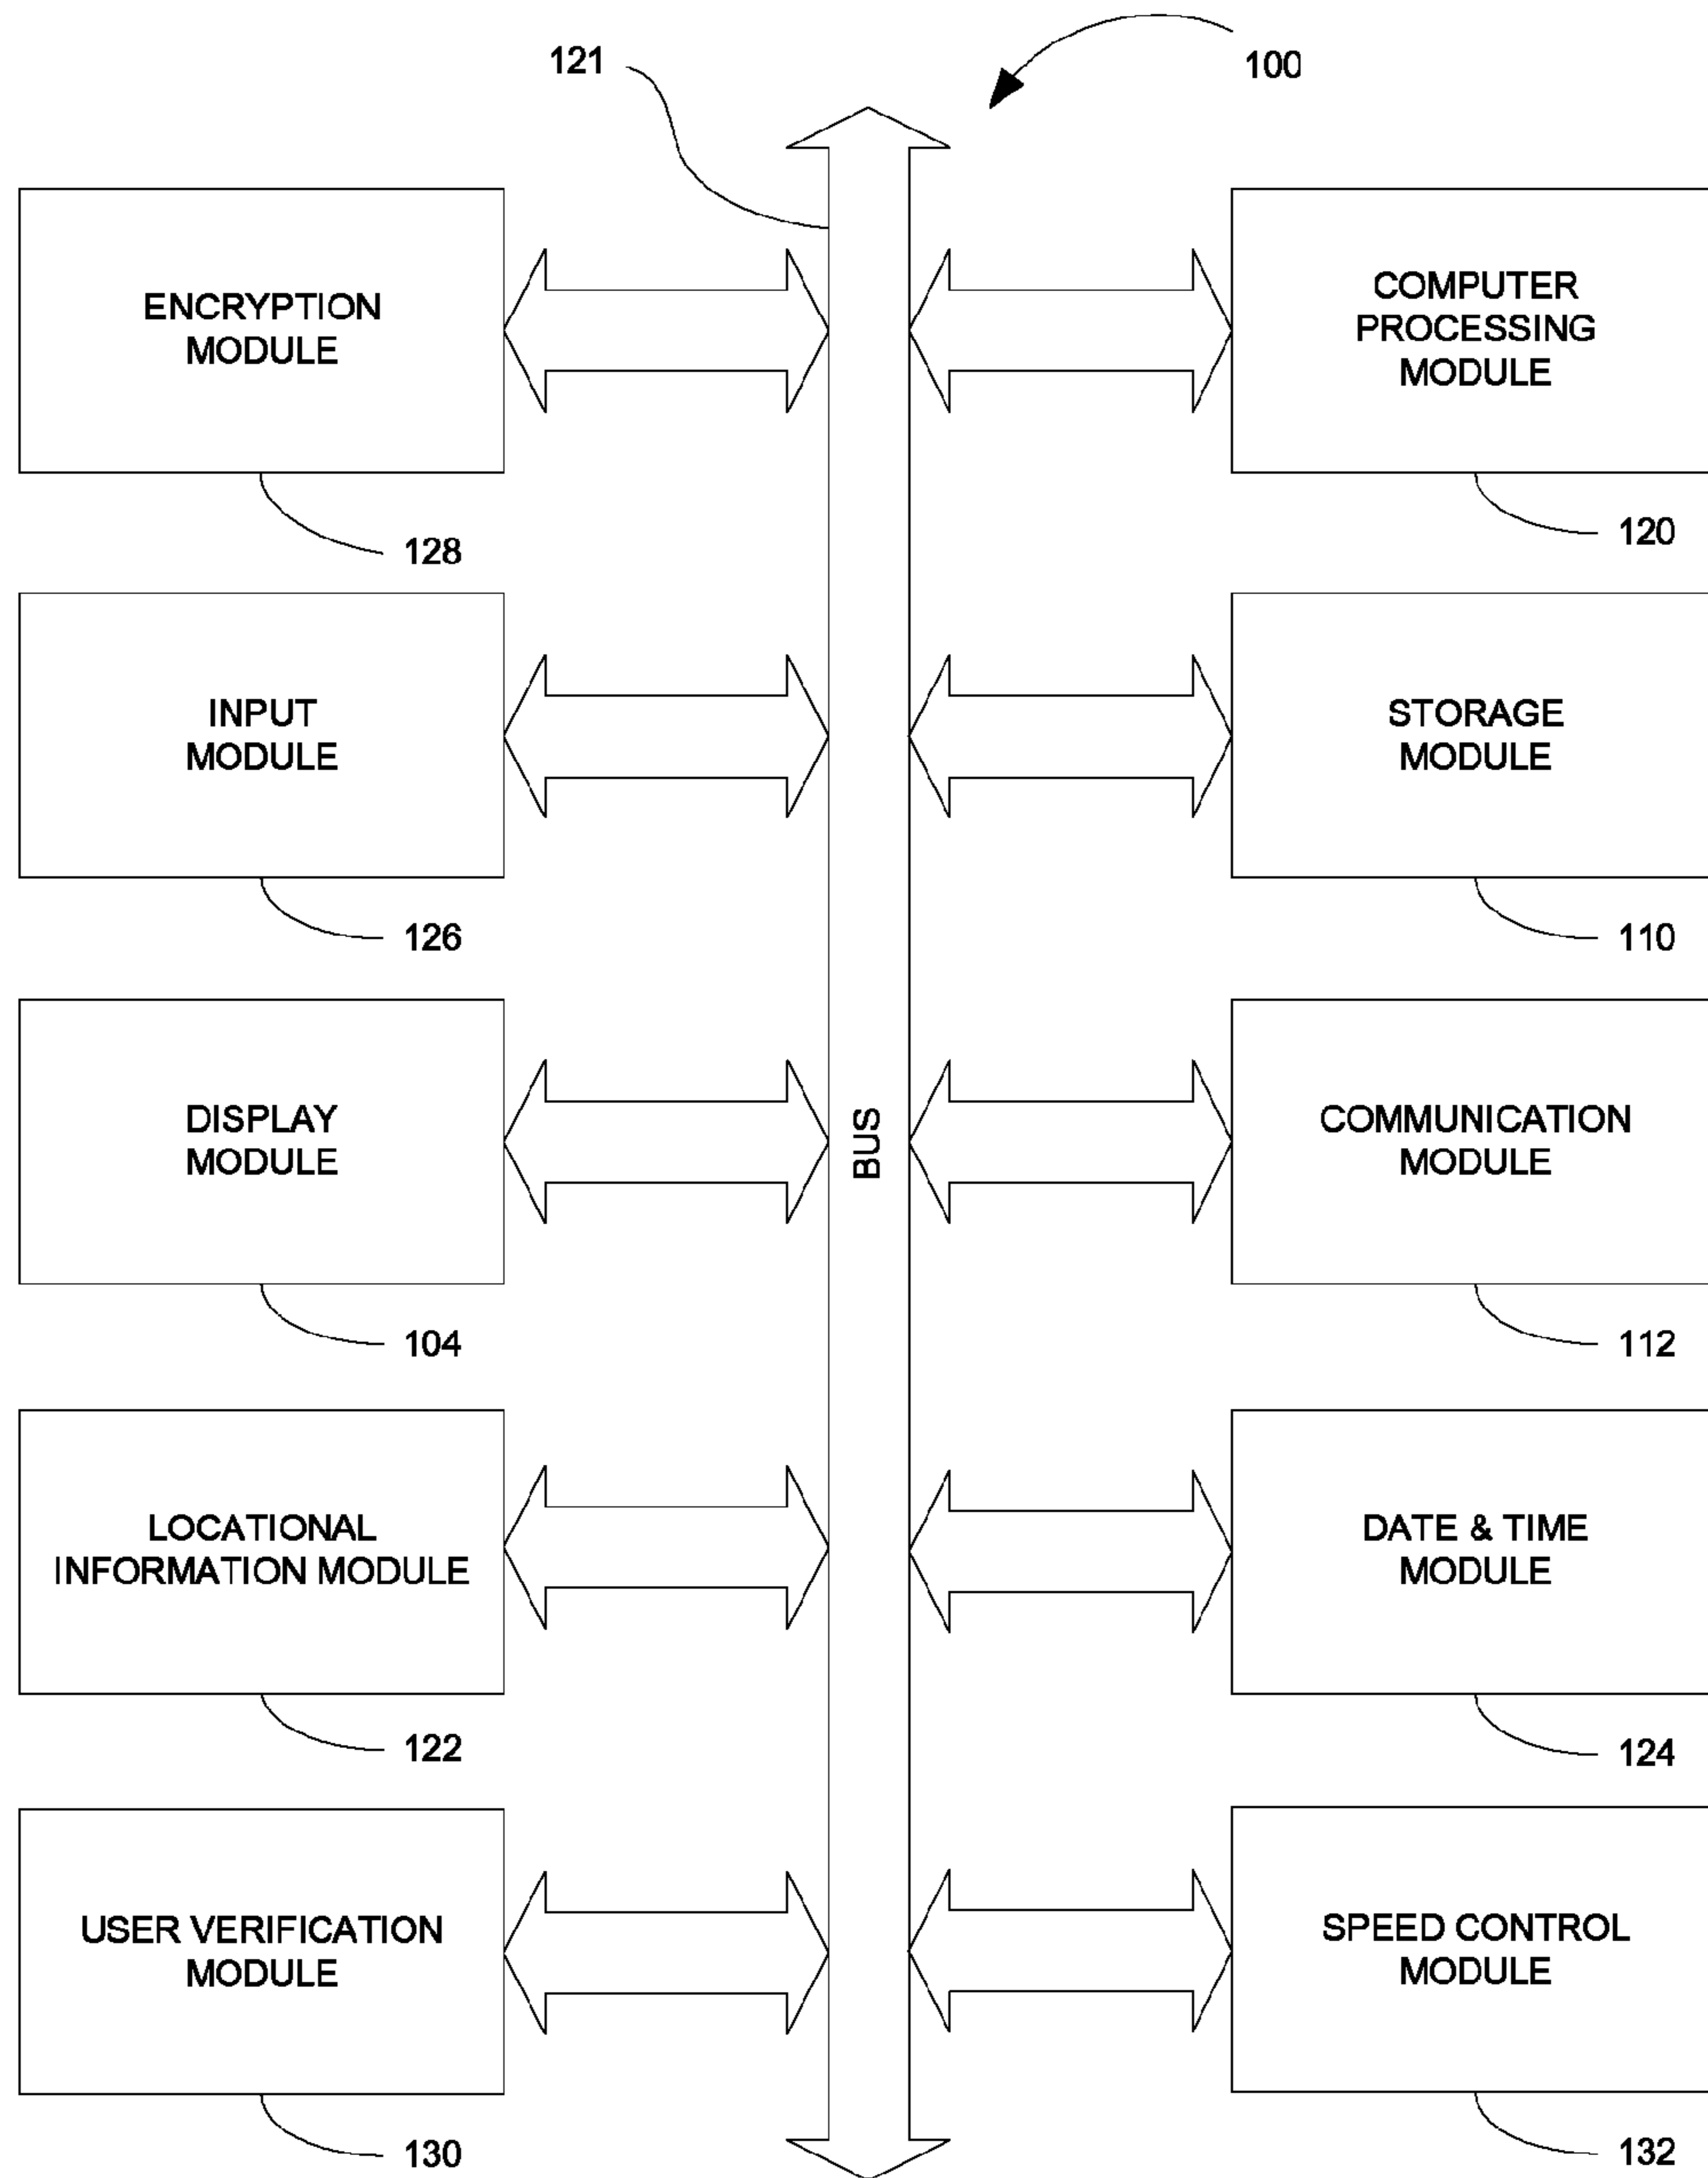 121
100
ENCRYPTION
MODULE
128
COMPUTER
PROCESSING
MODULE
120
INPUT
MODULE
126
STORAGE
MODULE
110
DISPLAY
MODULE
104
BUS
COMMUNICATION
MODULE
112
LOCATIONAL
INFORMATION MODULE
122
DATE & TIME
MODULE
124
USER VERIFICATION
MODULE
130
SPEED CONTROL
MODULE
132